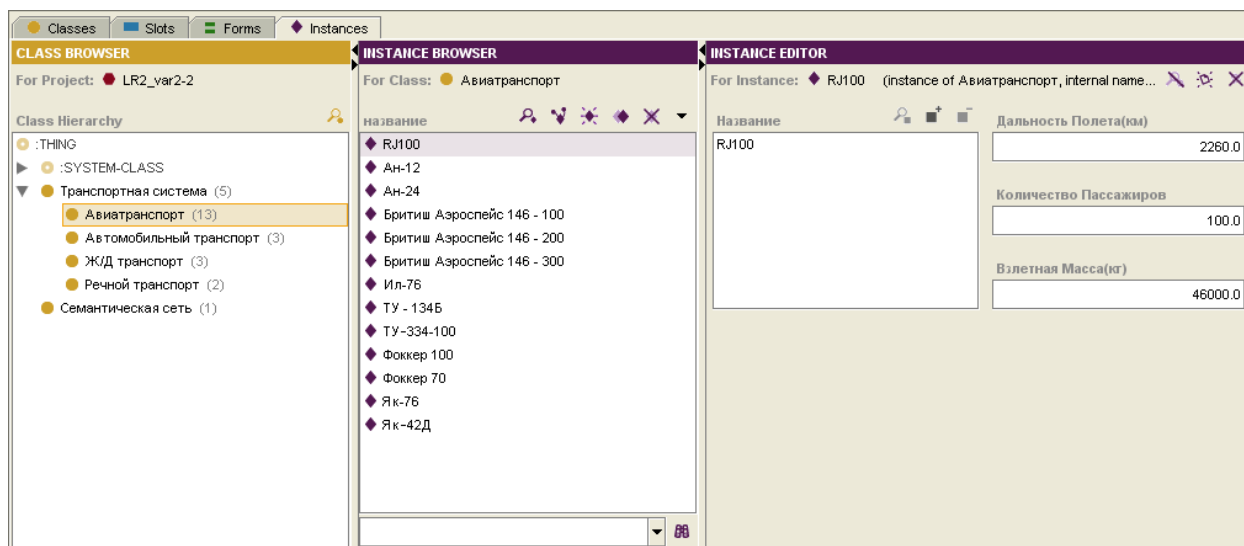 Classes Slots Forms Instances
CLASS BROWSER
For Project: LR2_var2-2
Class Hierarchy
:THING
:SYSTEM-CLASS
Транспортная система (5)
Авиатранспорт (13)
Автомобильный транспорт (3)
Ж/Д транспорт (3)
Речной транспорт (2)
Семантическая сеть (1)
INSTANCE BROWSER
For Class: Авиатранспорт
название
RJ100
Ан-12
Ан-24
Бритиш Аэроспейс 146 - 100
Бритиш Аэроспейс 146 - 200
Бритиш Аэроспейс 146 - 300
Ил-76
ТУ - 134Б
ТУ-334-100
Фоккер 100
Фоккер 70
Як-76
Як-42Д
INSTANCE EDITOR
For Instance: RJ100 (instance of Авиатранспорт, internal name...
Название
RJ100
Дальность Полета(км)
2260.0
Количество Пассажиров
100.0
Взлетная Масса(кг)
46000.0